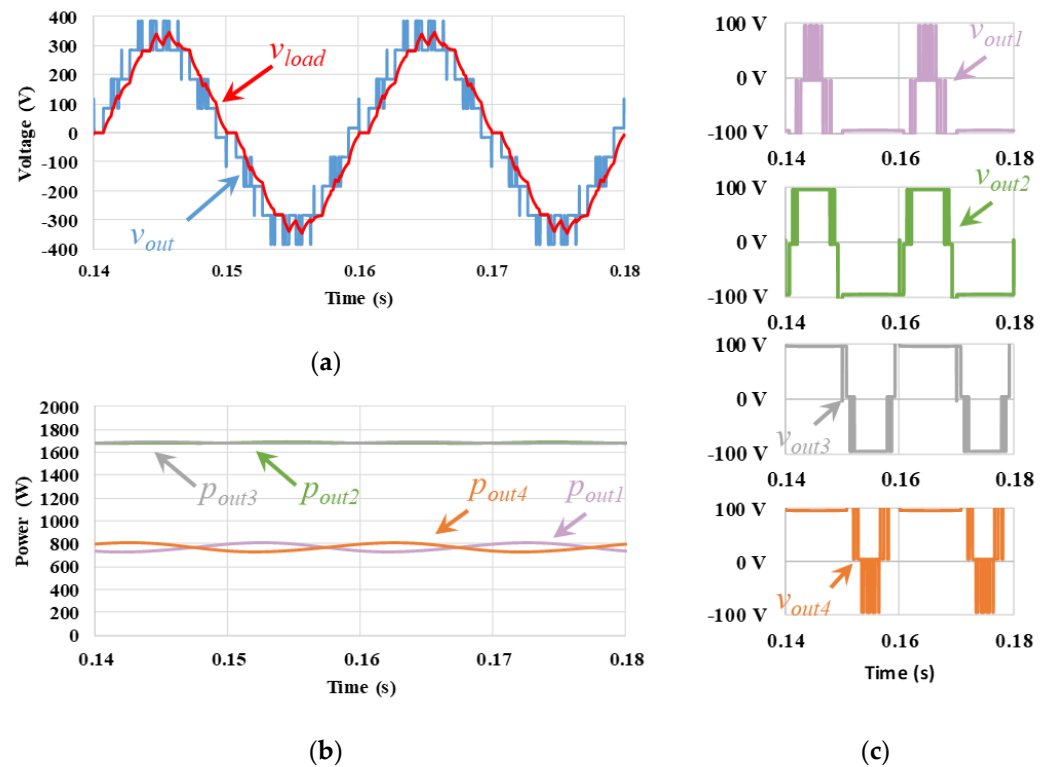 400
300
200
100
0
-100
-200
-300
-400
Voltage (V)
v_load
v_out
0.14 0.15 0.16 0.17 0.18
Time (s)
(a)
2000
1800
1600
1400
1200
1000
800
600
400
200
0
Power (W)
p_out3 p_out2 p_out4 p_out1
0.14 0.15 0.16 0.17 0.18
Time (s)
(b)
100 V
0 V
-100 V
v_out1
0.14 0.16 0.18
100 V
0 V
-100 V
v_out2
0.14 0.16 0.18
100 V
0 V
-100 V
v_out3
0.14 0.16 0.18
100 V
0 V
-100 V
v_out4
0.14 0.16 0.18
Time (s)
(c)